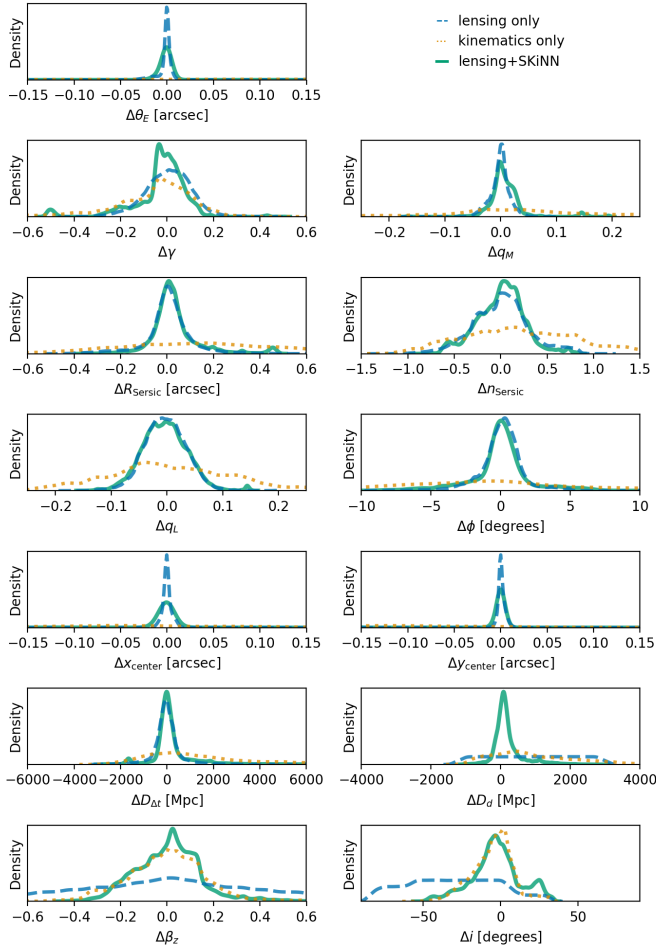 Density
−0.15 −0.10 −0.05 0.00 0.05 0.10 0.15
Δθ_E [arcsec]
lensing only
kinematics only
lensing+SKiNN
Density
−0.6 −0.4 −0.2 0.0 0.2 0.4 0.6
Δγ
−0.2 −0.1 0.0 0.1 0.2
Δq_M
Density
−0.6 −0.4 −0.2 0.0 0.2 0.4 0.6
ΔR_Sersic [arcsec]
Density
−1.5 −1.0 −0.5 0.0 0.5 1.0 1.5
Δn_Sersic
Density
−0.2 −0.1 0.0 0.1 0.2
Δq_L
Density
−10 −5 0 5 10
Δϕ [degrees]
Density
−0.15 −0.10 −0.05 0.00 0.05 0.10 0.15
Δx_center [arcsec]
Density
−0.15 −0.10 −0.05 0.00 0.05 0.10 0.15
Δy_center [arcsec]
Density
−6000 −4000 −2000 0 2000 4000 6000
ΔD_Δt [Mpc]
Density
−4000 −2000 0 2000 4000
ΔD_d [Mpc]
Density
−0.6 −0.4 −0.2 0.0 0.2 0.4 0.6
Δβ_z
Density
−50 0 50
Δi [degrees]